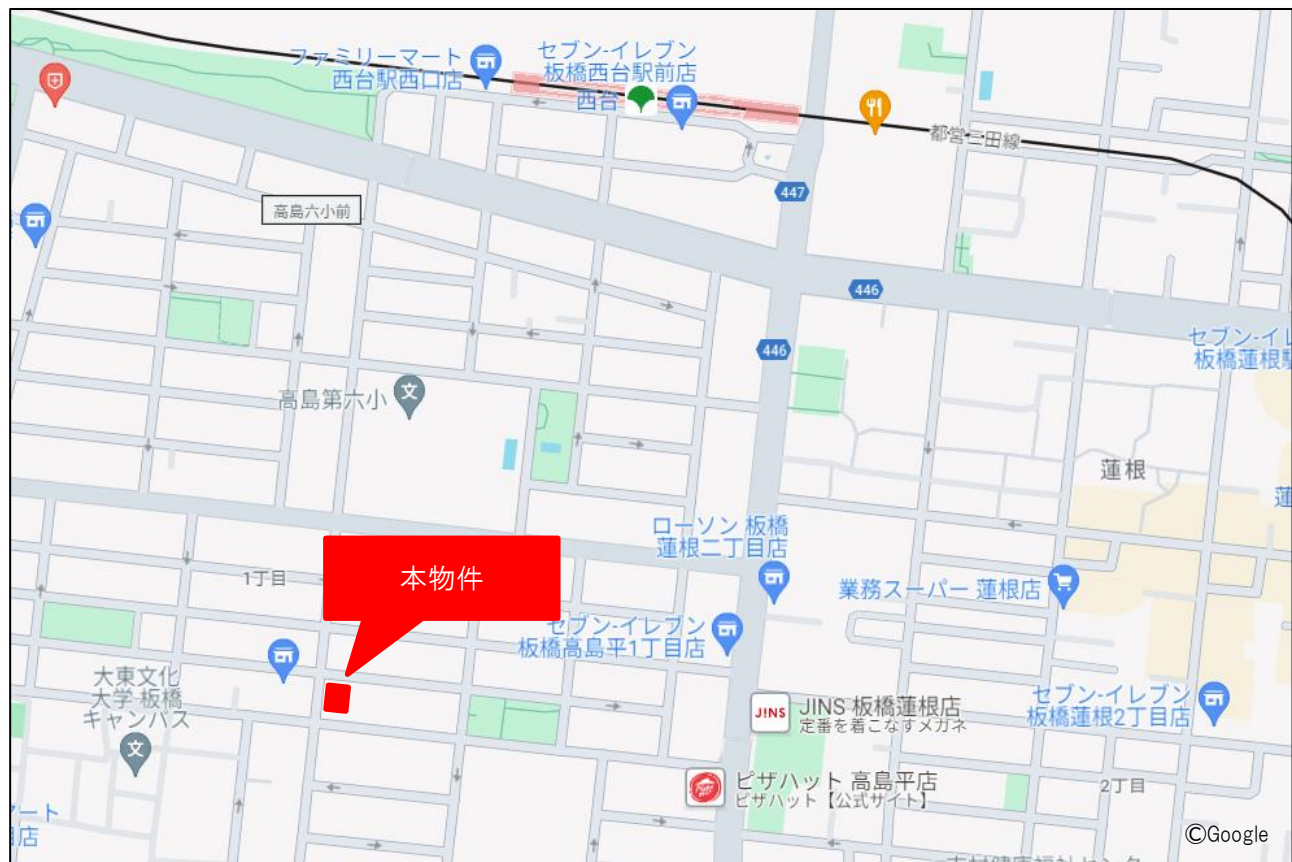 ファミリーマート
西台駅西口店
セブン-イレブン
板橋西台駅前店
西台
都営三田線
447
高島六小前
446
446
セブン-イレ
板橋蓮根駅
高島第六小
文
蓮根
蓮
ローソン 板橋
蓮根二丁目店
本物件
1丁目
業務スーパー 蓮根店
セブン-イレブン
板橋高島平1丁目店
大東文化
大学 板橋
キャンパス
文
セブン-イレブン
板橋蓮根2丁目店
J!NS
JINS 板橋蓮根店
定番を着こなすメガネ
ピザハット 高島平店
ピザハット【公式サイト】
2丁目
マート
店
©Google